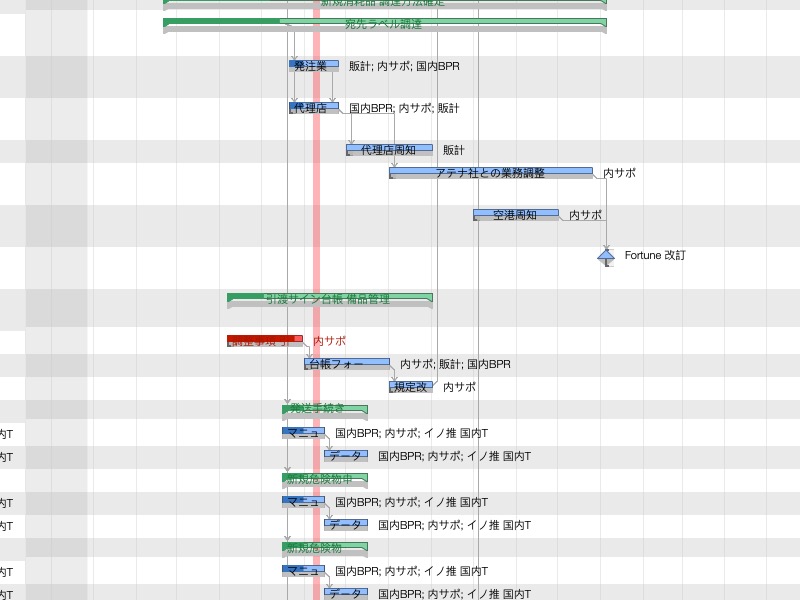 新規消耗品 調達方法確定
宛先ラベル調達
発注業 販計; 内サポ; 国内BPR
代理店 国内BPR; 内サポ; 販計
代理店周知 販計
アテナ社との業務調整 内サポ
空港周知 内サポ
Fortune 改訂
引渡サイン台帳 備品管理
調整事項 内サポ
台帳フォー 内サポ; 販計; 国内BPR
規定改 内サポ
発送手続き
内T マニュ 国内BPR; 内サポ; イノ推 国内T
内T データ 国内BPR; 内サポ; イノ推 国内T
新規危険物申
内T マニュ 国内BPR; 内サポ; イノ推 国内T
データ 国内BPR; 内サポ; イノ推 国内T
新規危険物
内T マニュ 国内BPR; 内サポ; イノ推 国内T
内T データ 国内BPR; 内サポ; イノ推 国内T